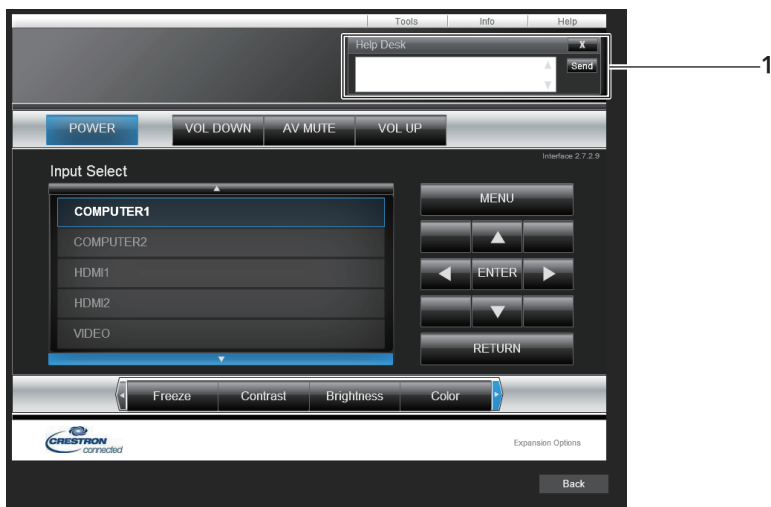 Tools Info Help
Help Desk X
Send
1
POWER VOL DOWN AV MUTE VOL UP
Interface 2.7.2.9
Input Select
MENU
COMPUTER1
COMPUTER2
HDMI1
ENTER
HDMI2
VIDEO
RETURN
Freeze Contrast Brightness Color
CRESTRON
connected
Expansion Options
Back